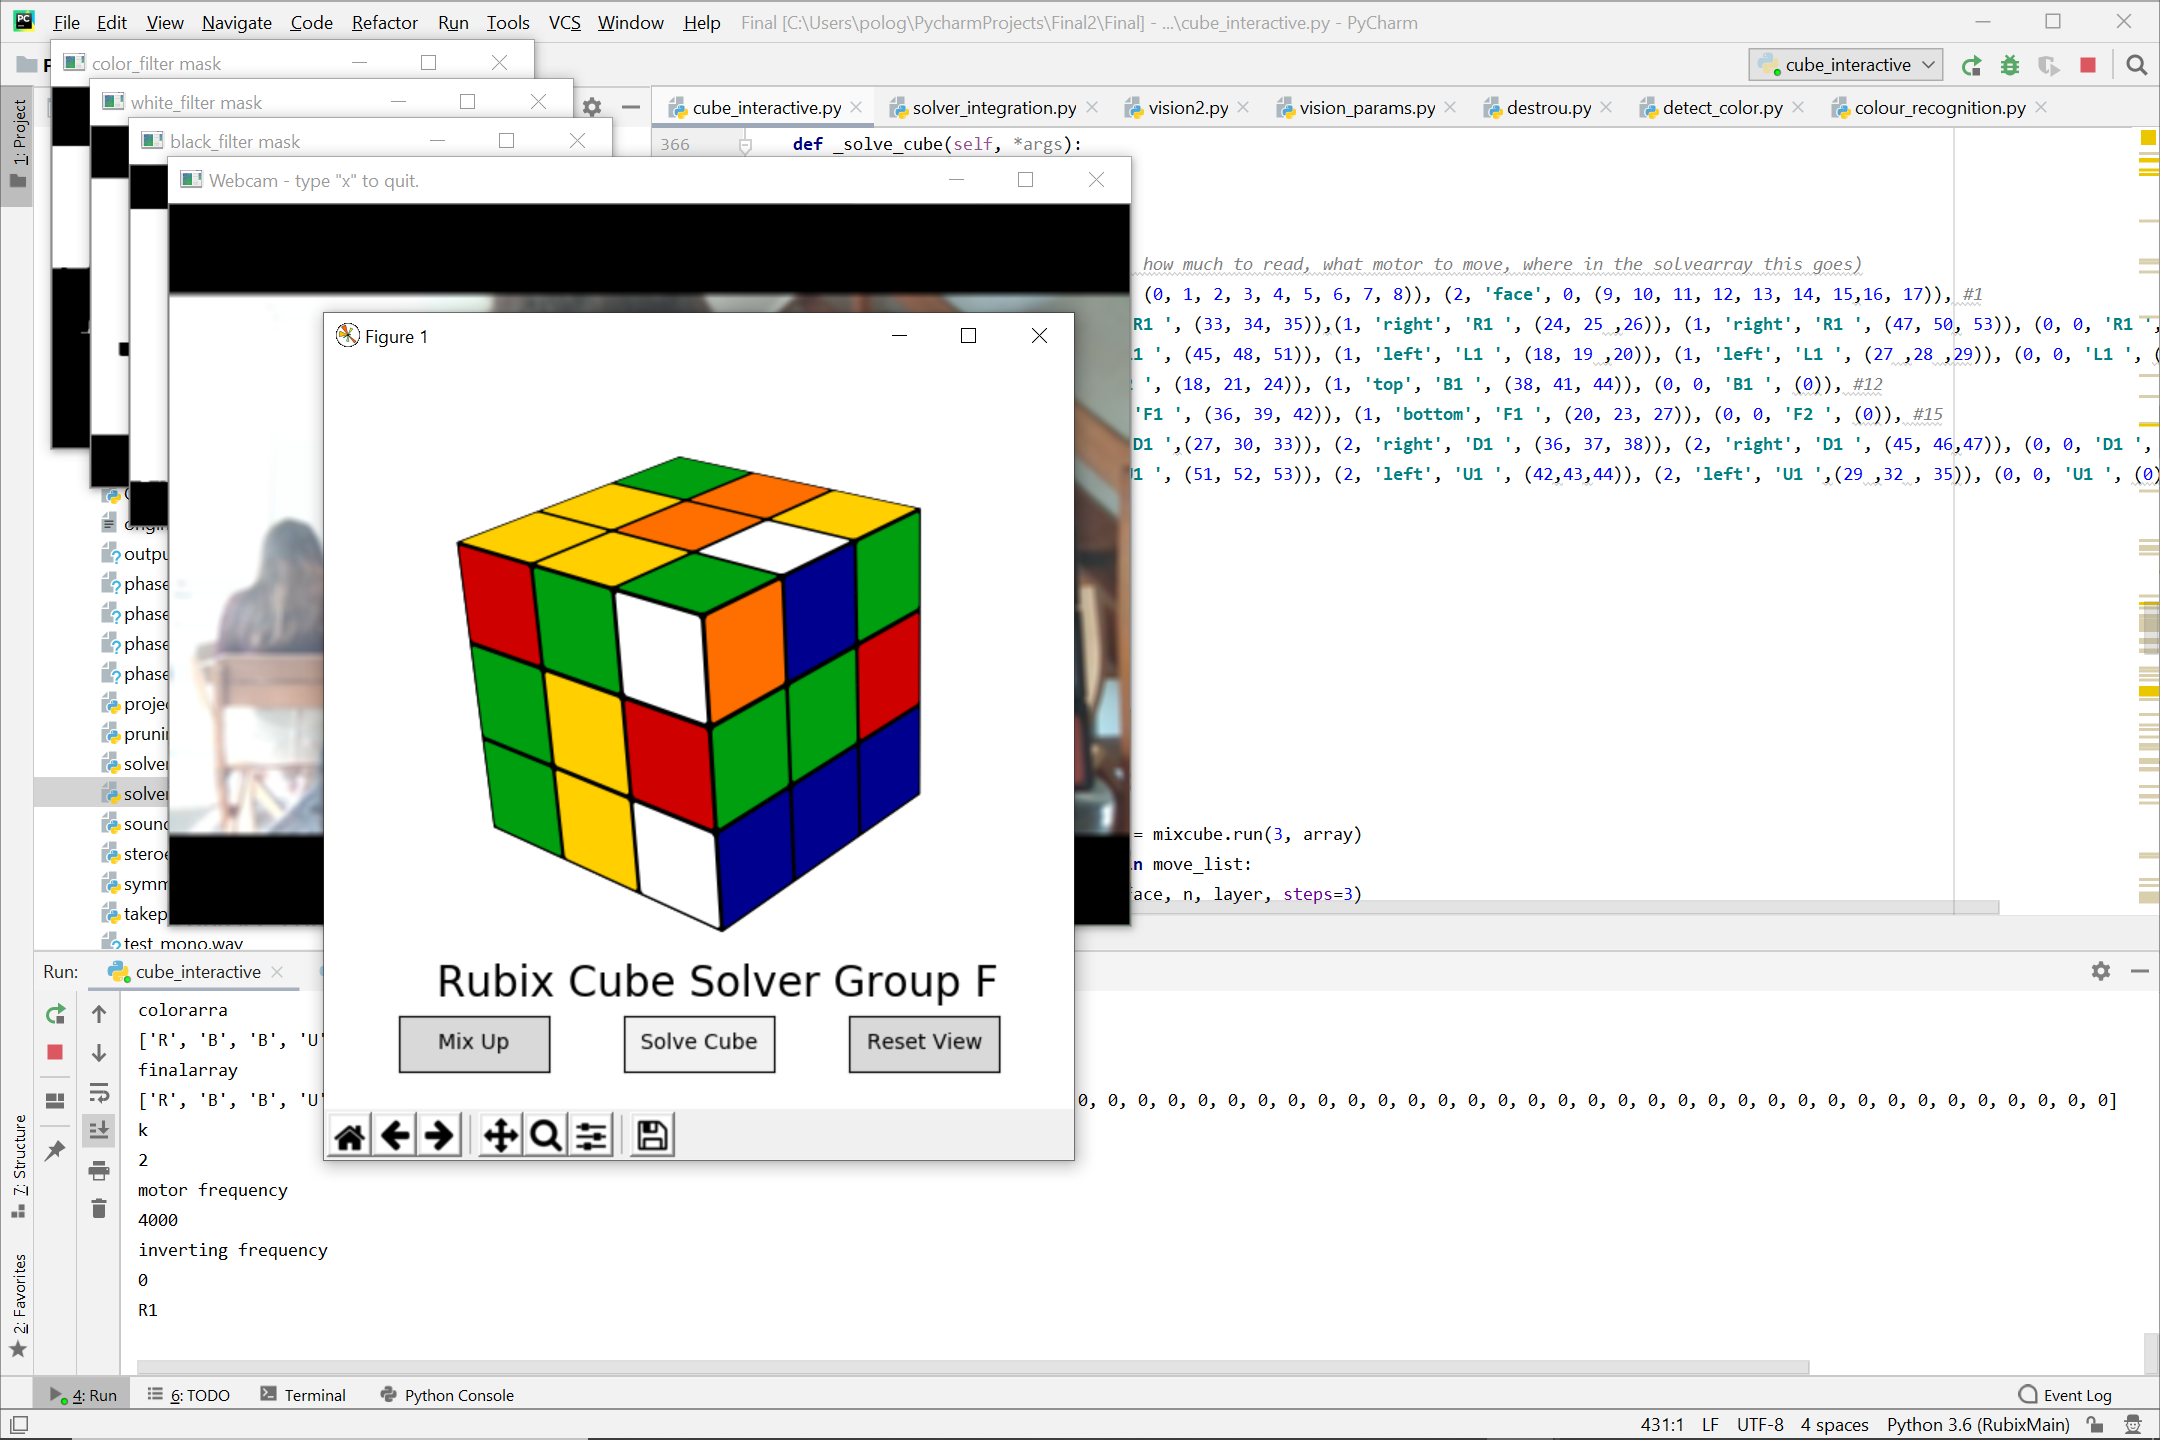 File Edit View Navigate Code Refactor Run Tools VCS Window Help Final [C:\Users\polog\PycharmProjects\Final2\Final] - ...\cube_interactive.py - PyCharm
cube_interactive
color_filter mask
white_filter mask
black_filter mask
Webcam - type "x" to quit.
1: Project
cube_interactive.py solver_integration.py vision2.py vision_params.py destrou.py detect_color.py colour_recognition.py
366 def _solve_cube(self, *args):
how much to read, what motor to move, where in the solvearray this goes)
(0, 1, 2, 3, 4, 5, 6, 7, 8)), (2, 'face', 0, (9, 10, 11, 12, 13, 14, 15,16, 17)), #1
R1 ', (33, 34, 35)),(1, 'right', 'R1 ', (24, 25 ,26)), (1, 'right', 'R1 ', (47, 50, 53)), (0, 0, 'R1 ',
1 ', (45, 48, 51)), (1, 'left', 'L1 ', (18, 19 ,20)), (1, 'left', 'L1 ', (27 ,28 ,29)), (0, 0, 'L1 ', (
', (18, 21, 24)), (1, 'top', 'B1 ', (38, 41, 44)), (0, 0, 'B1 ', (0)), #12
'F1 ', (36, 39, 42)), (1, 'bottom', 'F1 ', (20, 23, 27)), (0, 0, 'F2 ', (0)), #15
D1 ',(27, 30, 33)), (2, 'right', 'D1 ', (36, 37, 38)), (2, 'right', 'D1 ', (45, 46,47)), (0, 0, 'D1 ',
J1 ', (51, 52, 53)), (2, 'left', 'U1 ', (42,43,44)), (2, 'left', 'U1 ',(29 ,32 , 35)), (0, 0, 'U1 ', (0)
= mixcube.run(3, array)
n move_list:
face, n, layer, steps=3)
outpu
phase
phase
phase
phase
projec
prunin
solver
solver
sound
steroe
symm
takep
test_mono.wav
Figure 1
Rubix Cube Solver Group F
Mix Up Solve Cube Reset View
Run: cube_interactive
colorarra
['R', 'B', 'B', 'U'
finalarray
['R', 'B', 'B', 'U' 0, 0, 0, 0, 0, 0, 0, 0, 0, 0, 0, 0, 0, 0, 0, 0, 0, 0, 0, 0, 0, 0, 0, 0, 0, 0, 0, 0, 0, 0, 0, 0, 0, 0, 0]
k
2
motor frequency
4000
inverting frequency
0
R1
7: Structure
2: Favorites
4: Run 6: TODO Terminal Python Console Event Log
431:1 LF UTF-8 4 spaces Python 3.6 (RubixMain)